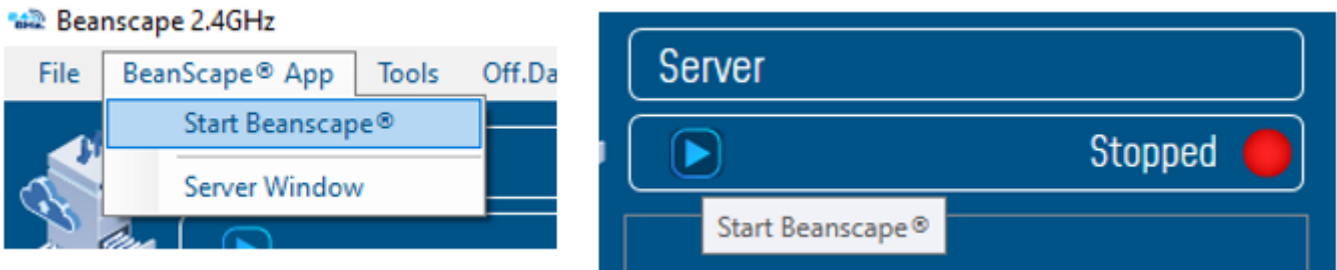 Beanscape 2.4GHz
File BeanScape® App Tools Off.Da
Start Beanscape®
Server Window
Server
Stopped
Start Beanscape®